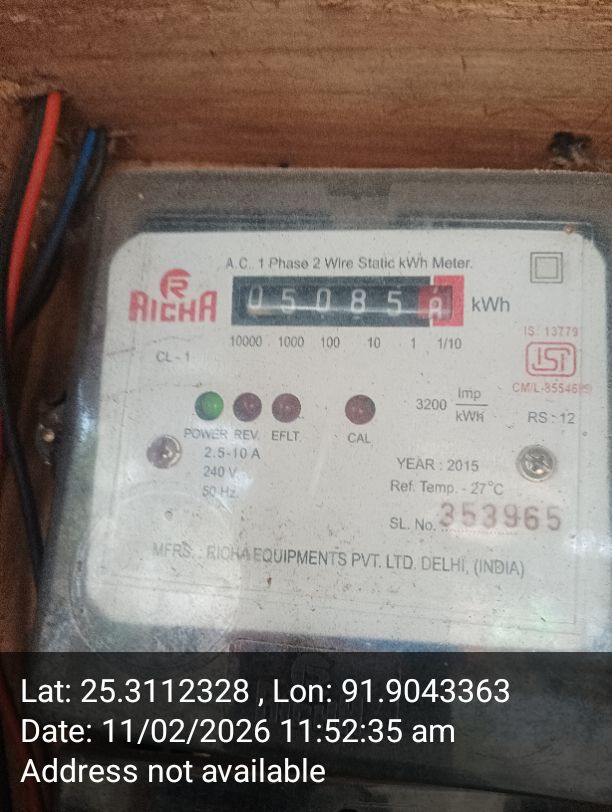 A.C. 1 Phase 2 Wire Static kWh Meter.
R
RICHA
05085
kWh
10000 1000 100 10 1 1/10
IS: 13779
ISI
CL-1
3200 Imp/kWh
RS: 12
POWER REV. EFLT. CAL
2.5-10 A
240 V
50 Hz.
YEAR : 2015
Ref. Temp. - 27°C
SL. No. 353965
MFRS. : RICHA EQUIPMENTS PVT. LTD. DELHI, (INDIA)
Lat: 25.3112328 , Lon: 91.9043363
Date: 11/02/2026 11:52:35 am
Address not available